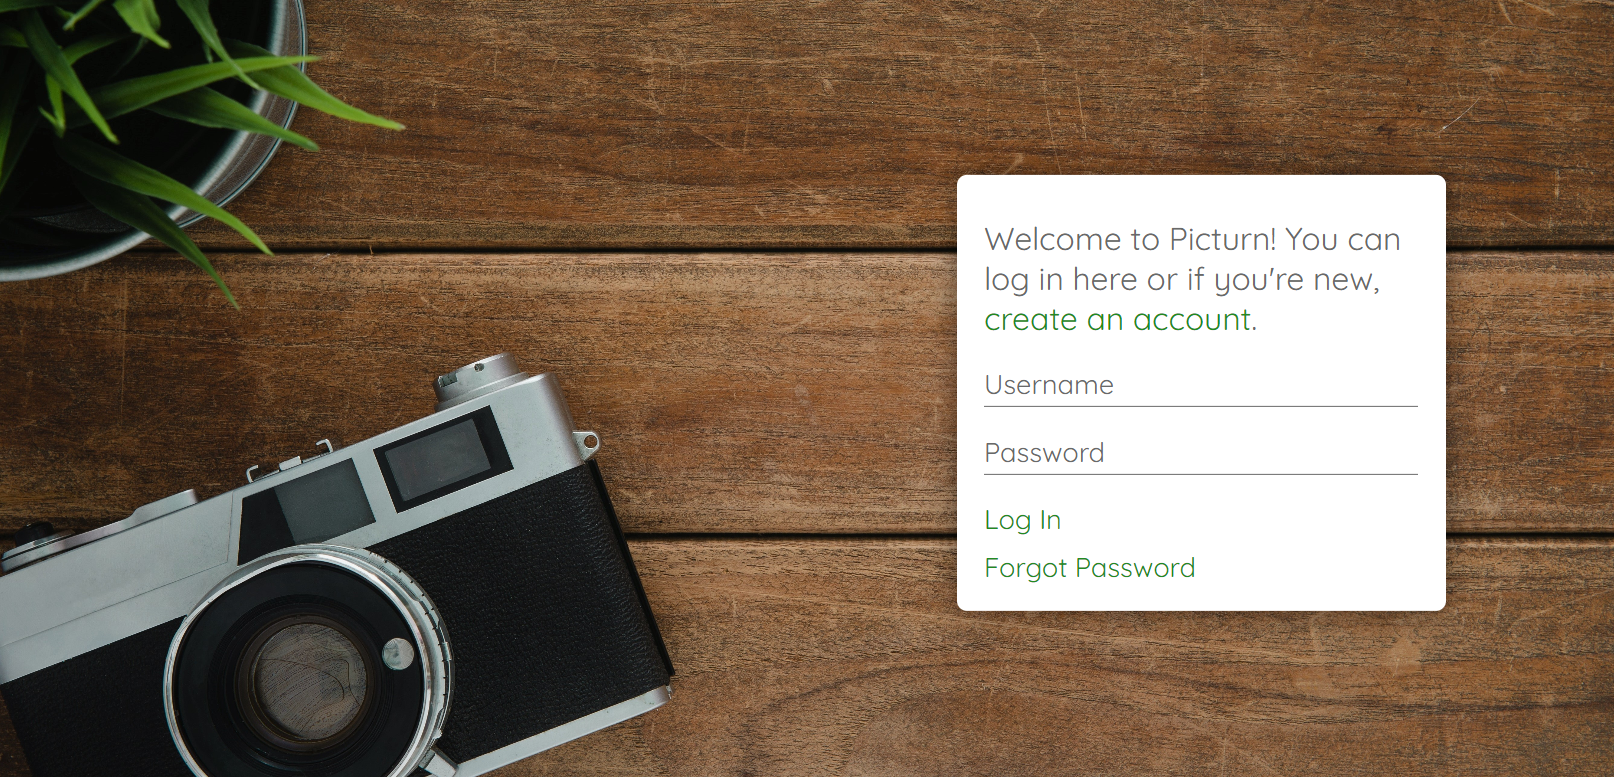 Welcome to Picturn! You can
log in here or if you're new,
create an account.
Username
Password
Log In
Forgot Password